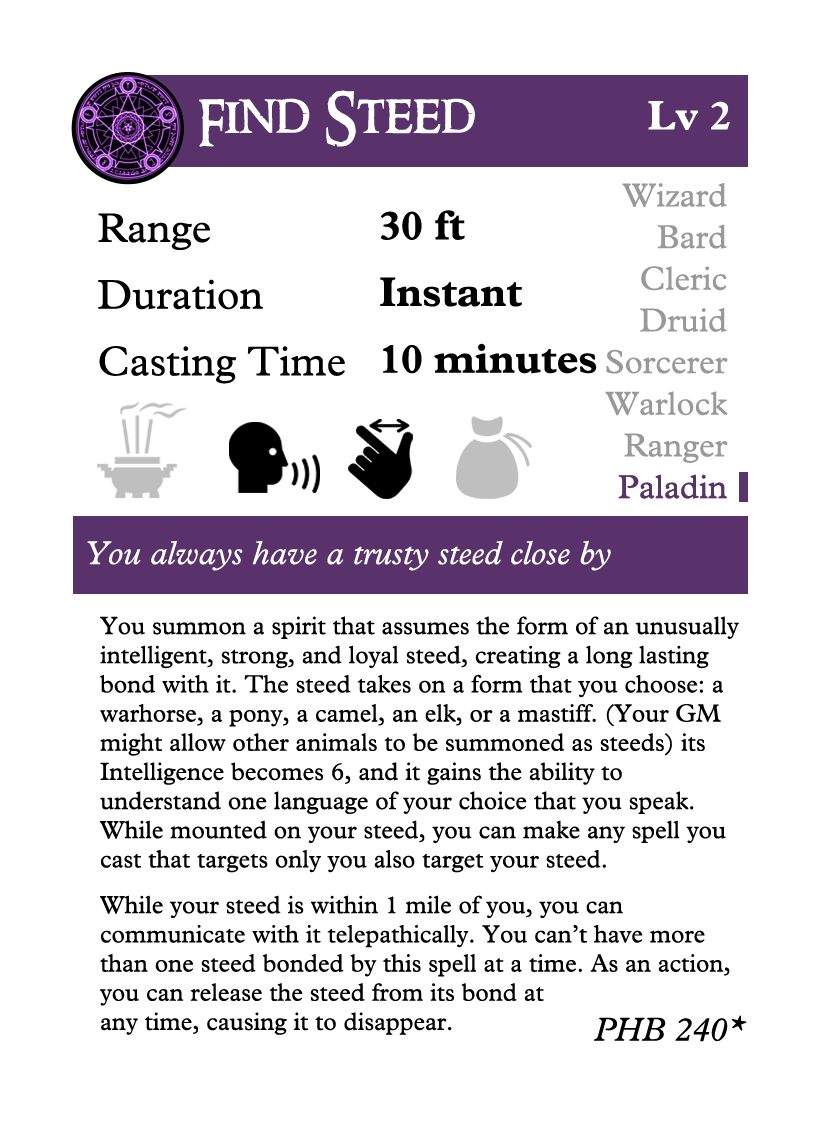 FIND STEED
Lv 2
Range 30 ft
Duration Instant
Casting Time 10 minutes
Wizard
Bard
Cleric
Druid
Sorcerer
Warlock
Ranger
Paladin
You always have a trusty steed close by
You summon a spirit that assumes the form of an unusually
intelligent, strong, and loyal steed, creating a long lasting
bond with it. The steed takes on a form that you choose: a
warhorse, a pony, a camel, an elk, or a mastiff. (Your GM
might allow other animals to be summoned as steeds) its
Intelligence becomes 6, and it gains the ability to
understand one language of your choice that you speak.
While mounted on your steed, you can make any spell you
cast that targets only you also target your steed.
While your steed is within 1 mile of you, you can
communicate with it telepathically. You can’t have more
than one steed bonded by this spell at a time. As an action,
you can release the steed from its bond at
any time, causing it to disappear.
PHB 240*